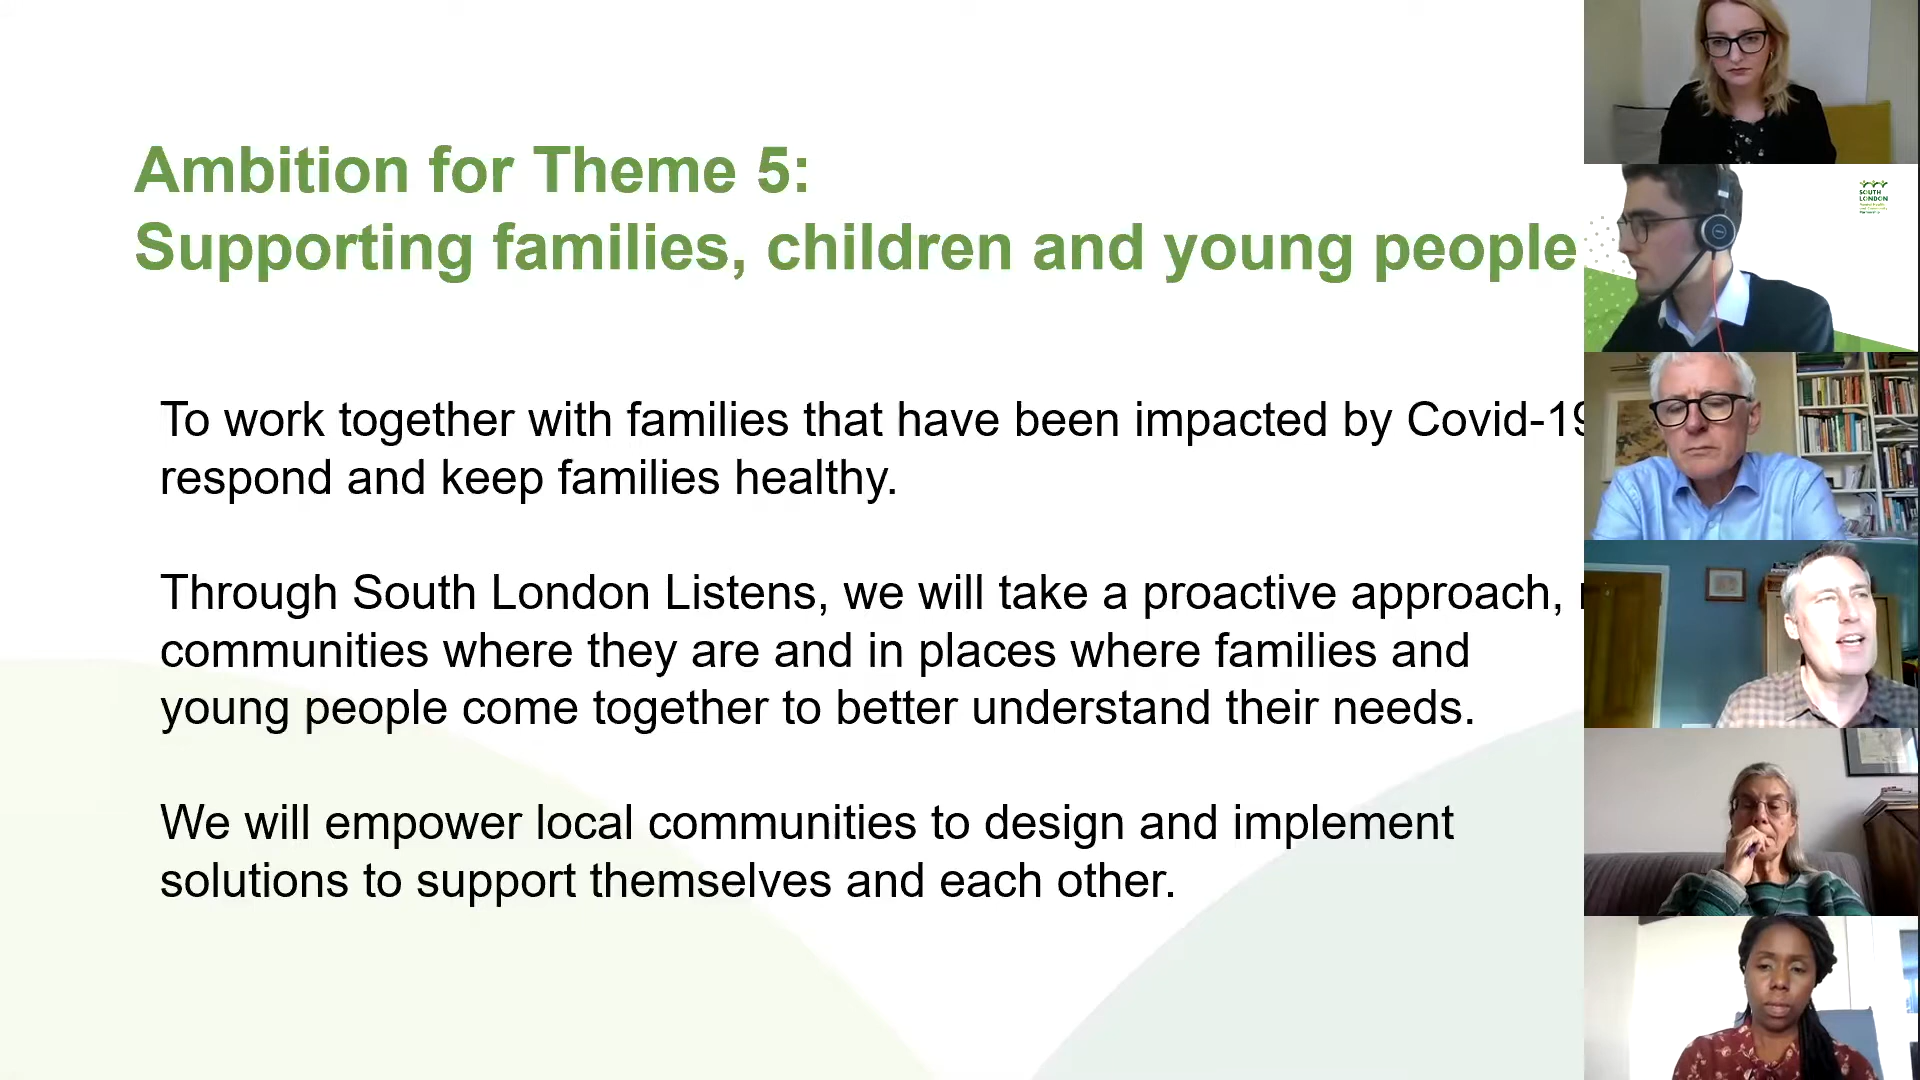 Ambition for Theme 5:
Supporting families, children and young people
To work together with families that have been impacted by Covid-19
respond and keep families healthy.
Through South London Listens, we will take a proactive approach,
communities where they are and in places where families and
young people come together to better understand their needs.
We will empower local communities to design and implement
solutions to support themselves and each other.
SOUTH
LONDON